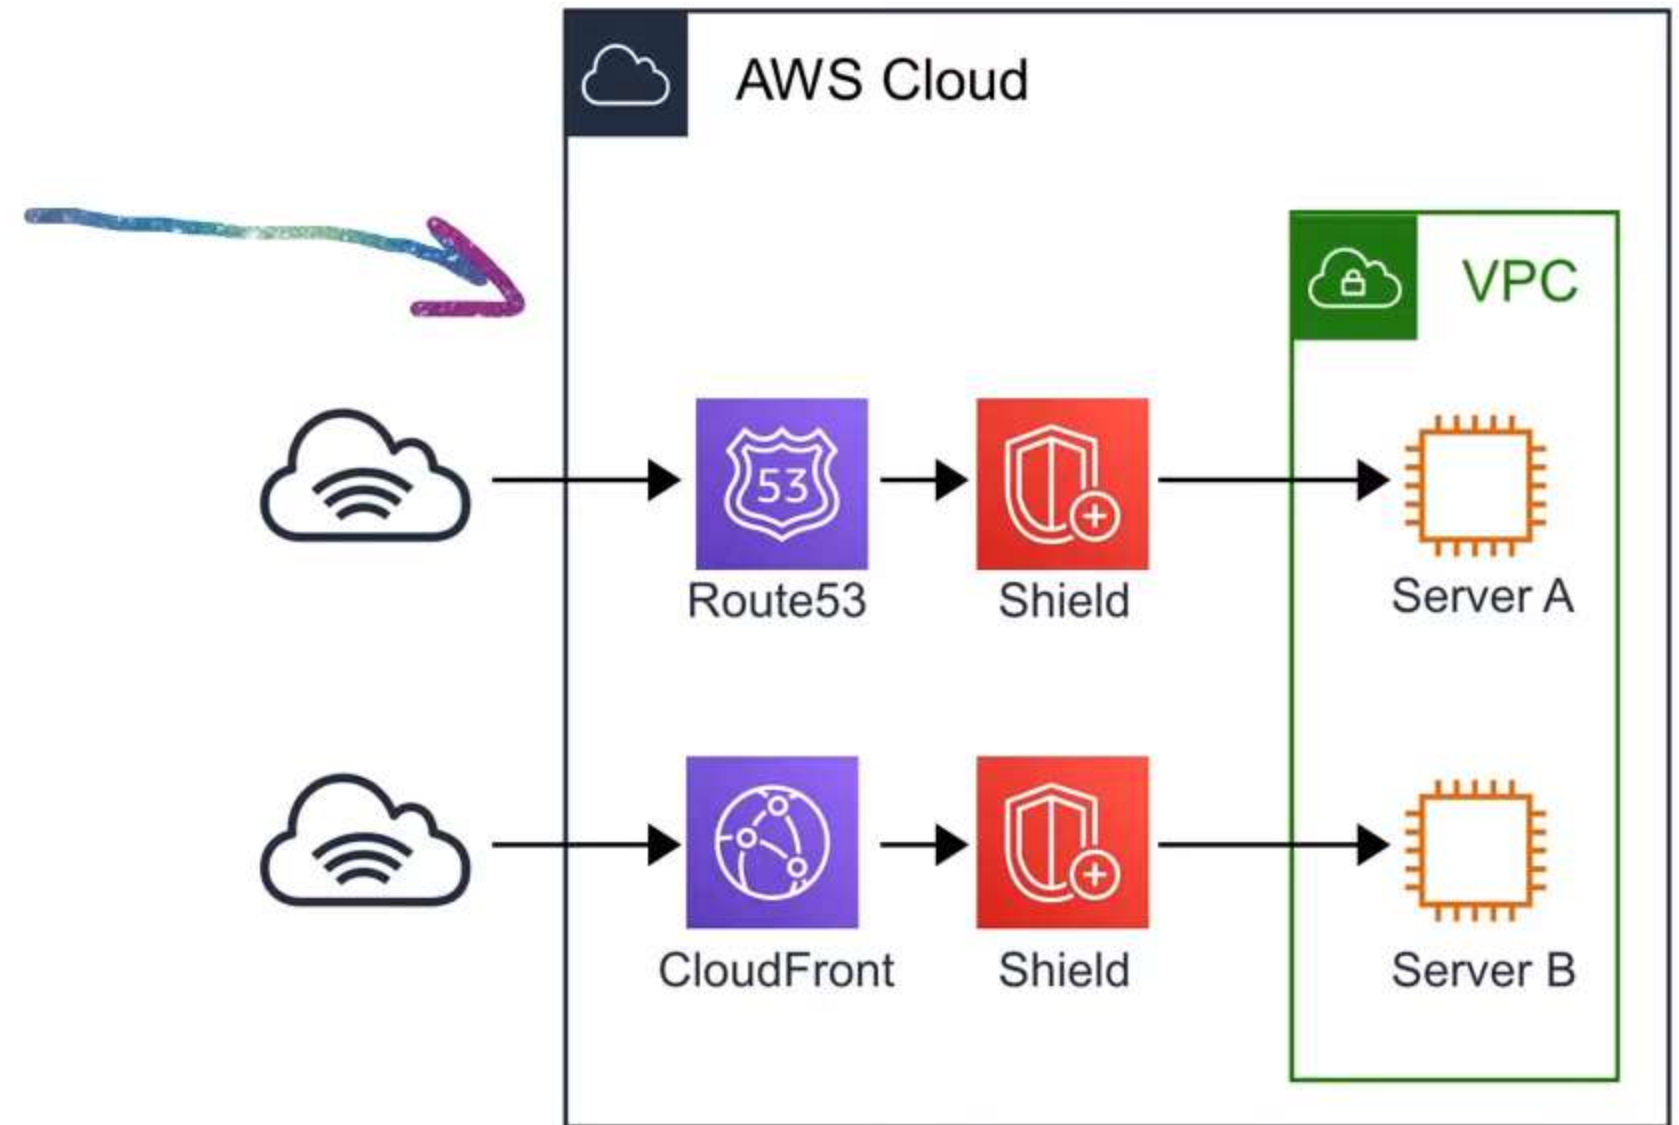 AWS Cloud
VPC
53
Route53
Shield
Server A
CloudFront
Shield
Server B